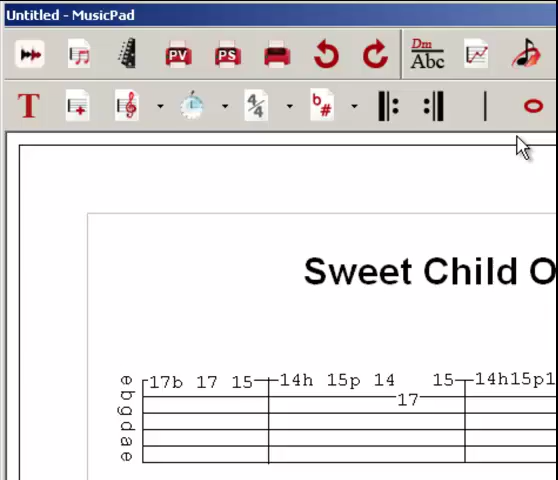 Untitled - MusicPad
PV PS Dm
Abc
T 4/4 b#
Sweet Child O
e 17b 17 15 14h 15p 14 15 14h15p1
b 17
g
d
a
e